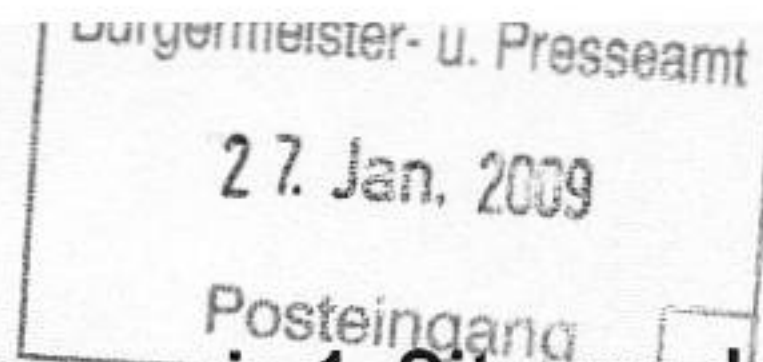 Bürgermeister- u. Presseamt
27. Jan. 2009
Posteingang